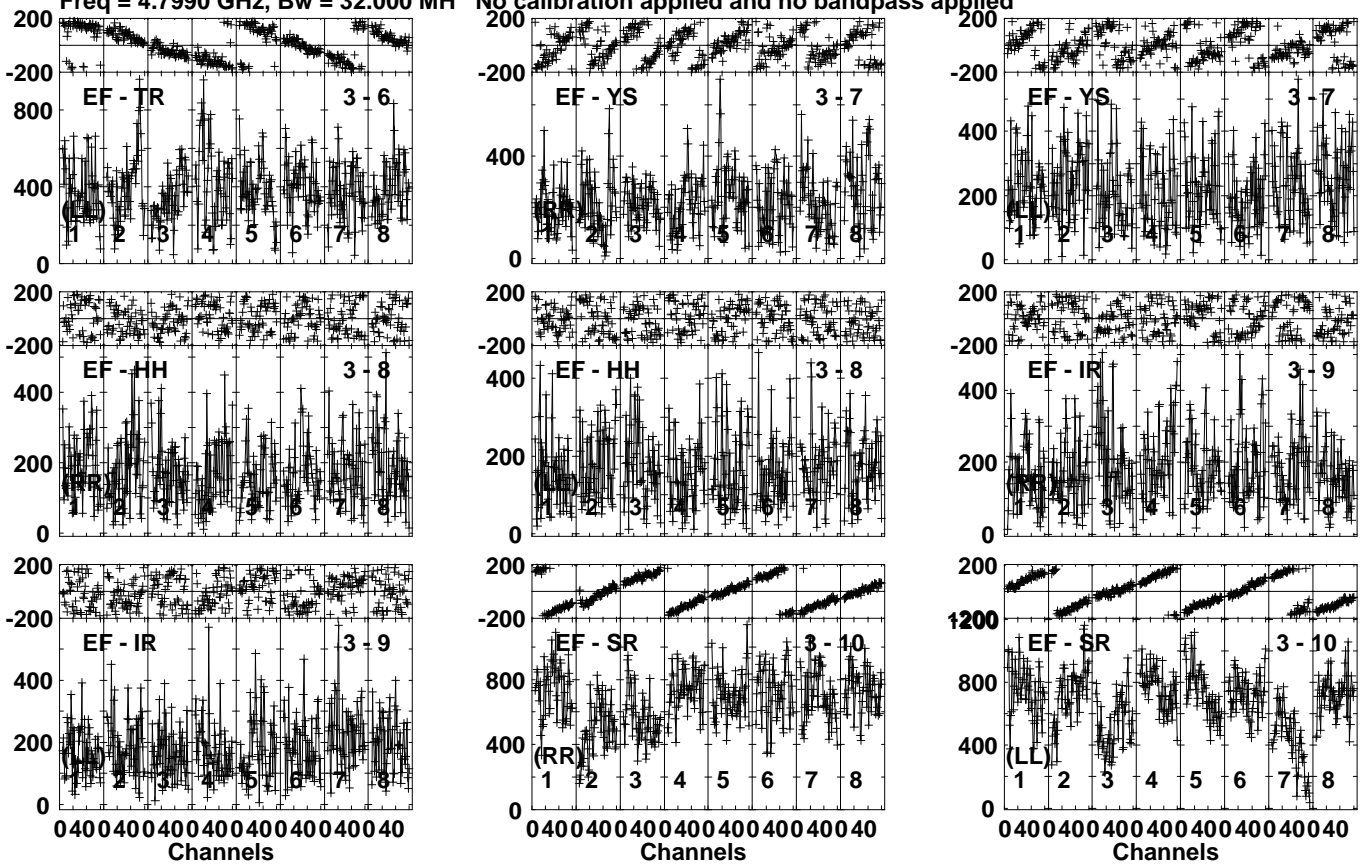 Freq = 4.7990 GHz, Bw = 32.000 MH No calibration applied and no bandpass applied
200 200 200
-200 -200 -200
EF - TR 3 - 6 EF - YS 3 - 7 EF - YS 3 - 7
800
400 400
400 200
(LL) (RR) (LL)
1 2 3 4 5 6 7 8 1 2 3 4 5 6 7 8 1 2 3 4 5 6 7 8
0 0 0
200 200 200
-200 -200 -200
EF - HH 3 - 8 EF - HH 3 - 8 EF - IR 3 - 9
400 400 400
200 200 200
(RR) (LL) (RR)
1 2 3 4 5 6 7 8 1 2 3 4 5 6 7 8 1 2 3 4 5 6 7 8
0 0 0
200 200 200
-200 -200 -200
1200
EF - IR 3 - 9 EF - SR 3 - 10 EF - SR 3 - 10
400 800 800
200 400 400
(LL) (RR) (LL)
1 2 3 4 5 6 7 8 1 2 3 4 5 6 7 8 1 2 3 4 5 6 7 8
0 0 0
0 40 0 40 0 40 0 40 0 40 0 40 0 40 0 40 0 40 0 40 0 40 0 40 0 40 0 40 0 40 0 40 0 40 0 40 0 40 0 40 0 40 0 40 0 40 0 40
Channels Channels Channels